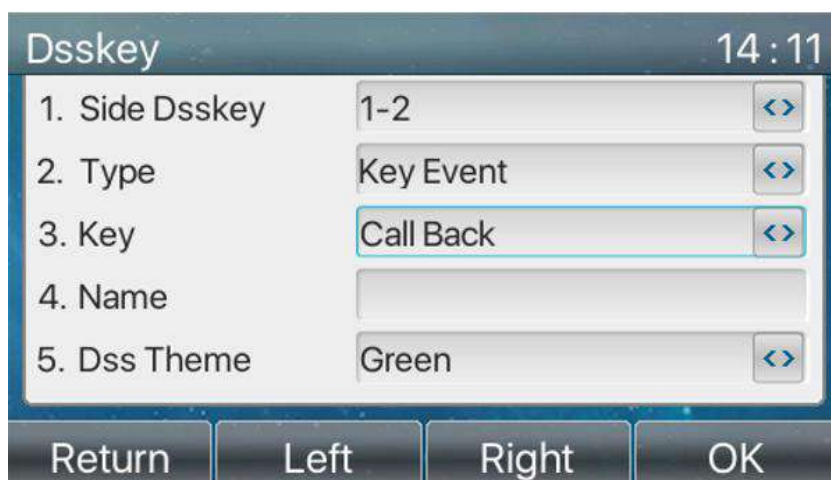 Dsskey 14:11
1. Side Dsskey 1-2 <>
2. Type Key Event <>
3. Key Call Back <>
4. Name
5. Dss Theme Green <>
Return Left Right OK